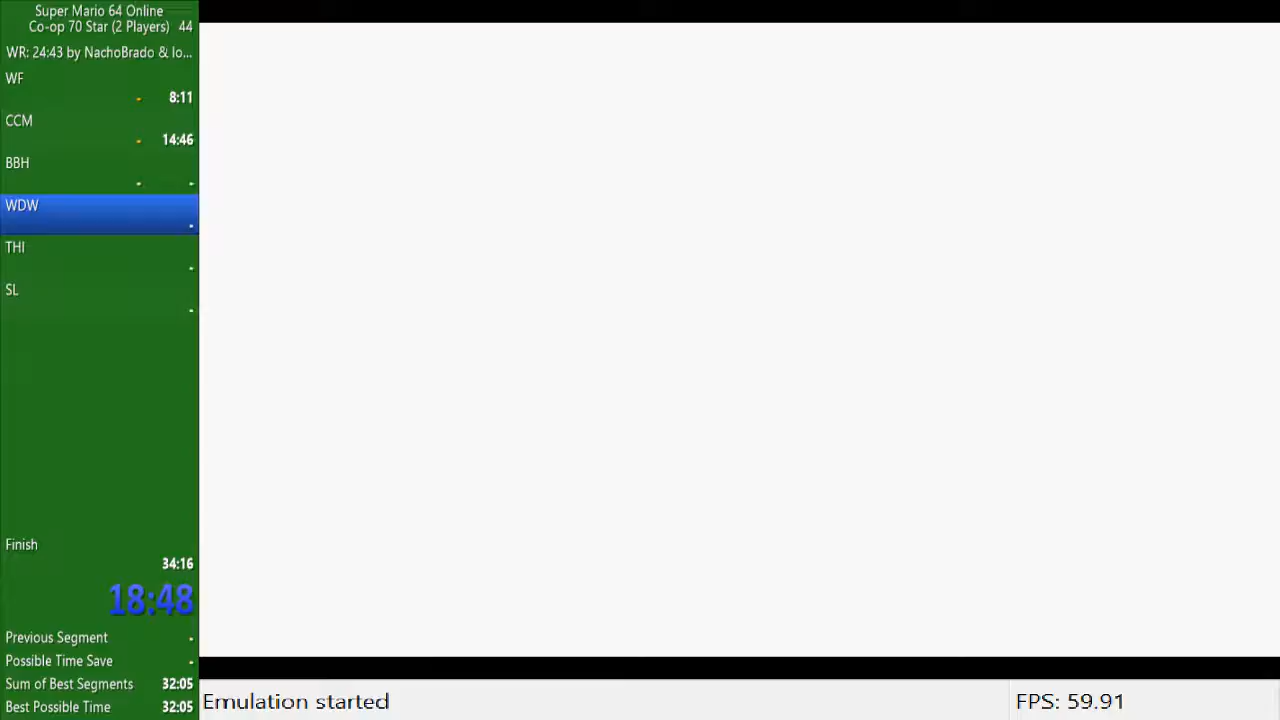 Super Mario 64 Online
Co-op 70 Star (2 Players) 44
WR: 24:43 by NachoBrado & Io...
WF
- 8:11
CCM
- 14:46
BBH
- -
WDW
-
THI
-
SL
-
Finish
34:16
18:48
Previous Segment -
Possible Time Save -
Sum of Best Segments 32:05
Best Possible Time 32:05
Emulation started FPS: 59.91